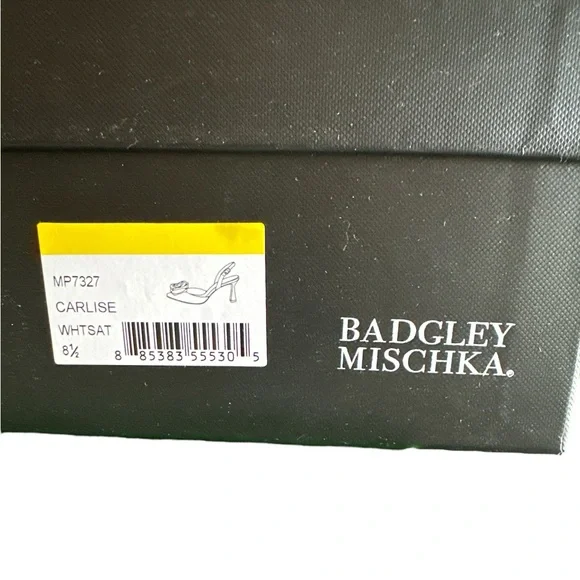 MP7327
CARLISE
WHTSAT
8½
8 85383 55530 5
BADGLEY
MISCHKA®